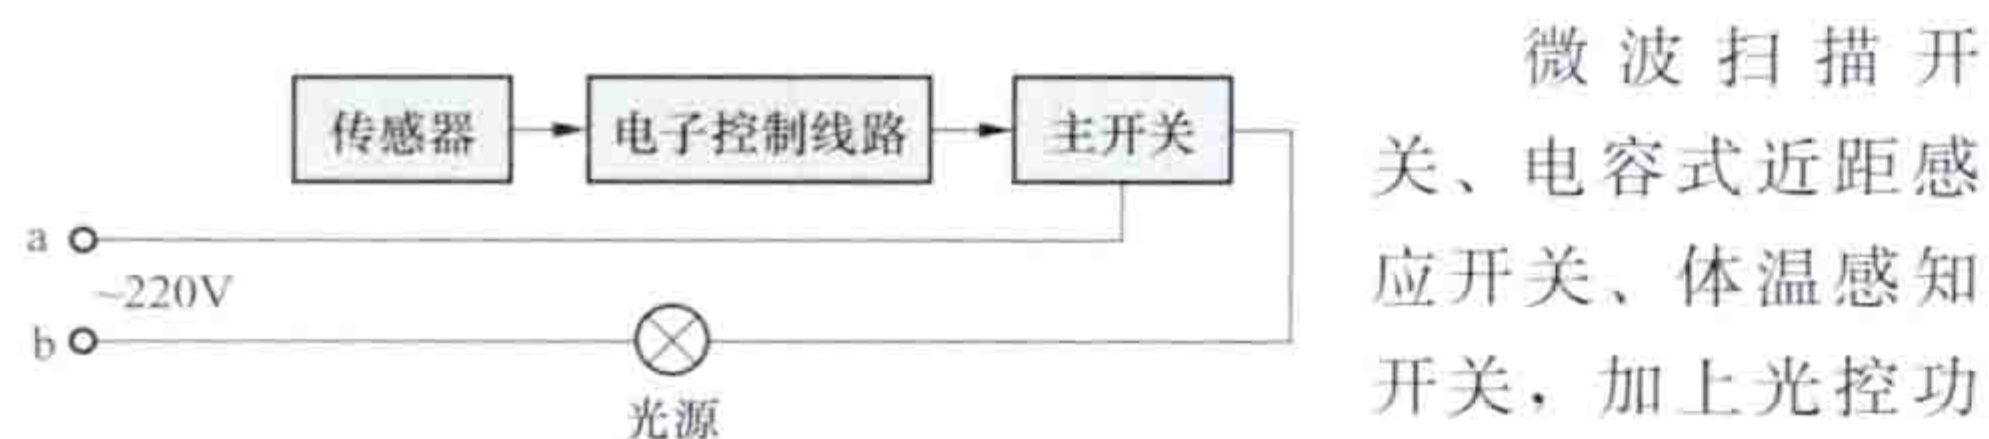 传感器
电子控制线路
主开关
a
~220V
b
光源
微波扫描开
关、电容式近距感
应开关、体温感知
开关，加上光控功